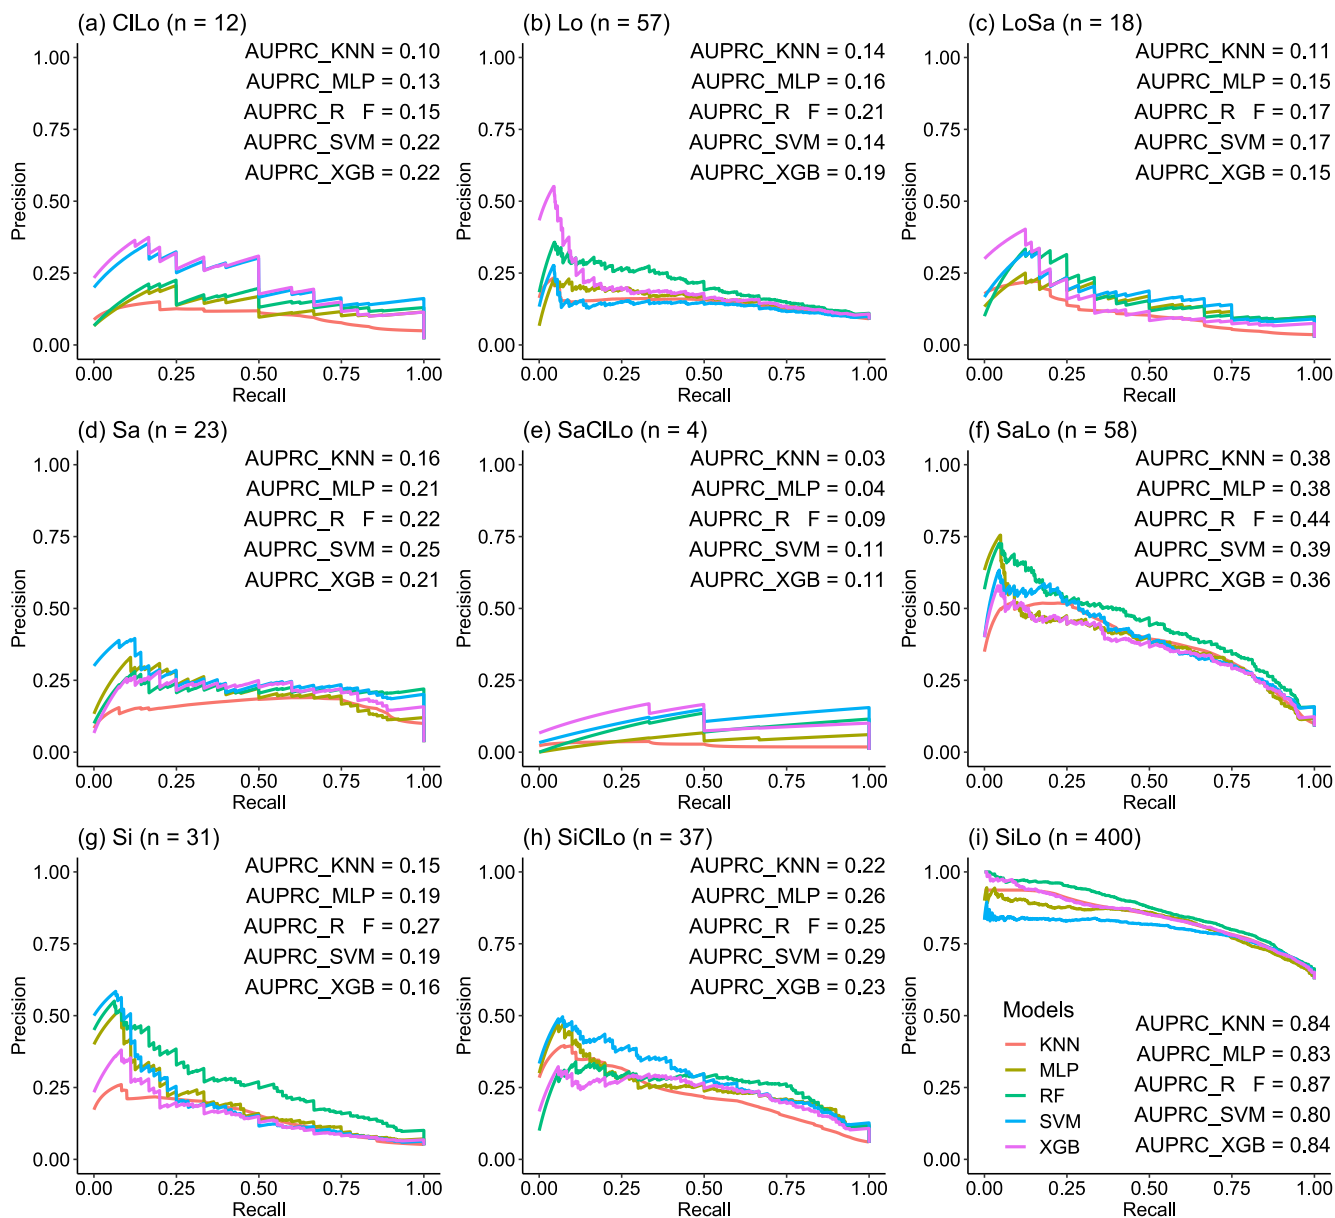 (a) ClLo (n = 12)
AUPRC_KNN = 0.10
AUPRC_MLP = 0.13
AUPRC_R F = 0.15
AUPRC_SVM = 0.22
AUPRC_XGB = 0.22
Precision
1.00
0.75
0.50
0.25
0.00
0.00 0.25 0.50 0.75 1.00
Recall
(b) Lo (n = 57)
AUPRC_KNN = 0.14
AUPRC_MLP = 0.16
AUPRC_R F = 0.21
AUPRC_SVM = 0.14
AUPRC_XGB = 0.19
Precision
1.00
0.75
0.50
0.25
0.00
0.00 0.25 0.50 0.75 1.00
Recall
(c) LoSa (n = 18)
AUPRC_KNN = 0.11
AUPRC_MLP = 0.15
AUPRC_R F = 0.17
AUPRC_SVM = 0.17
AUPRC_XGB = 0.15
Precision
1.00
0.75
0.50
0.25
0.00
0.00 0.25 0.50 0.75 1.00
Recall
(d) Sa (n = 23)
AUPRC_KNN = 0.16
AUPRC_MLP = 0.21
AUPRC_R F = 0.22
AUPRC_SVM = 0.25
AUPRC_XGB = 0.21
Precision
1.00
0.75
0.50
0.25
0.00
0.00 0.25 0.50 0.75 1.00
Recall
(e) SaClLo (n = 4)
AUPRC_KNN = 0.03
AUPRC_MLP = 0.04
AUPRC_R F = 0.09
AUPRC_SVM = 0.11
AUPRC_XGB = 0.11
Precision
1.00
0.75
0.50
0.25
0.00
0.00 0.25 0.50 0.75 1.00
Recall
(f) SaLo (n = 58)
AUPRC_KNN = 0.38
AUPRC_MLP = 0.38
AUPRC_R F = 0.44
AUPRC_SVM = 0.39
AUPRC_XGB = 0.36
Precision
1.00
0.75
0.50
0.25
0.00
0.00 0.25 0.50 0.75 1.00
Recall
(g) Si (n = 31)
AUPRC_KNN = 0.15
AUPRC_MLP = 0.19
AUPRC_R F = 0.27
AUPRC_SVM = 0.19
AUPRC_XGB = 0.16
Precision
1.00
0.75
0.50
0.25
0.00
0.00 0.25 0.50 0.75 1.00
Recall
(h) SiClLo (n = 37)
AUPRC_KNN = 0.22
AUPRC_MLP = 0.26
AUPRC_R F = 0.25
AUPRC_SVM = 0.29
AUPRC_XGB = 0.23
Precision
1.00
0.75
0.50
0.25
0.00
0.00 0.25 0.50 0.75 1.00
Recall
(i) SiLo (n = 400)
Precision
1.00
0.75
0.50
0.25
0.00
Models
KNN
MLP
RF
SVM
XGB
AUPRC_KNN = 0.84
AUPRC_MLP = 0.83
AUPRC_R F = 0.87
AUPRC_SVM = 0.80
AUPRC_XGB = 0.84
0.00 0.25 0.50 0.75 1.00
Recall